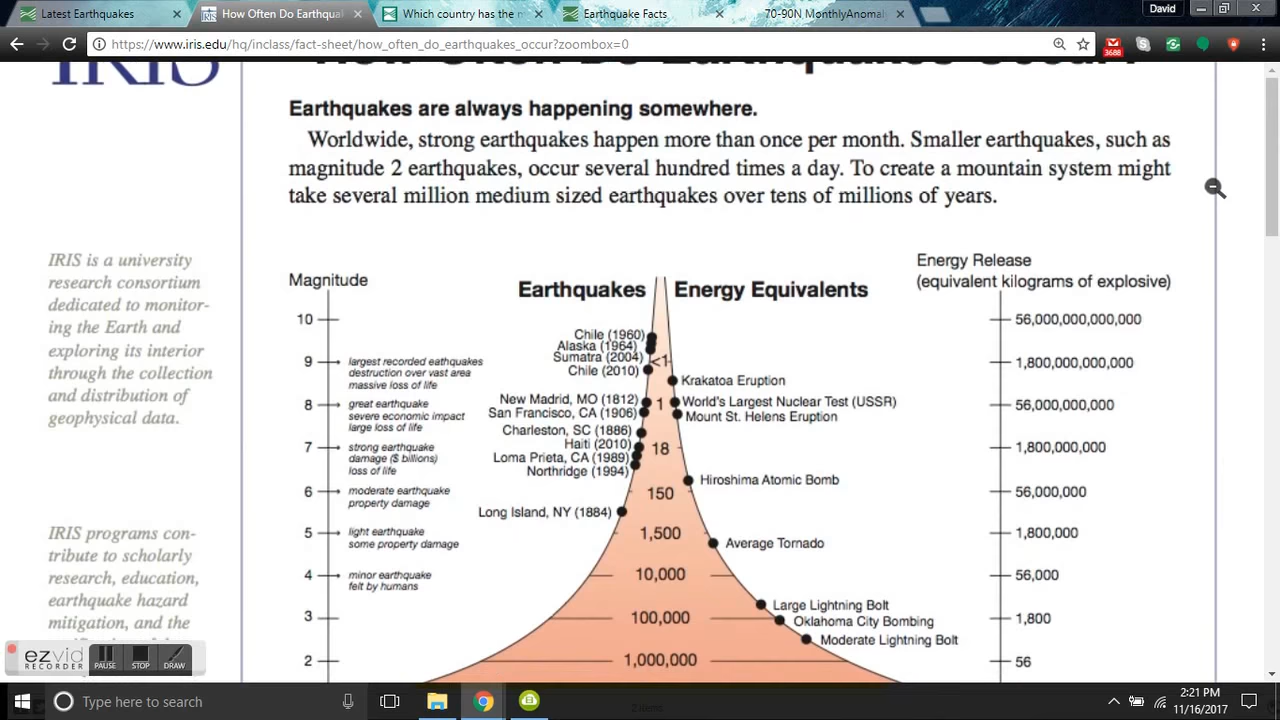 Latest Earthquakes
How Often Do Earthquak
Which country has the
Earthquake Facts
70-90N MonthlyAnomal
David
https://www.iris.edu/hq/inclass/fact-sheet/how_often_do_earthquakes_occur?zoombox=0
3688
IRIS
How Often Do Earthquakes Occur?
Earthquakes are always happening somewhere.
Worldwide, strong earthquakes happen more than once per month. Smaller earthquakes, such as
magnitude 2 earthquakes, occur several hundred times a day. To create a mountain system might
take several million medium sized earthquakes over tens of millions of years.
IRIS is a university
research consortium
dedicated to monitor-
ing the Earth and
exploring its interior
through the collection
and distribution of
geophysical data.
IRIS programs con-
tribute to scholarly
research, education,
earthquake hazard
mitigation, and the
Magnitude
Earthquakes
Energy Equivalents
Energy Release
(equivalent kilograms of explosive)
10
56,000,000,000,000
Chile (1960)
Alaska (1964)
Sumatra (2004)
9
largest recorded eathquakes
destruction over vast area
massive loss of life
<1
1,800,000,000,000
Chile (2010)
Krakatoa Eruption
New Madrid, MO (1812)
World's Largest Nuclear Test (USSR)
8
great earthquake
severe economic impact
large loss of life
1
56,000,000,000
San Francisco, CA (1906)
Mount St. Helens Eruption
Charleston, SC (1886)
Haiti (2010)
7
strong earthquake
damage ($ billions)
loss of life
18
1,800,000,000
Loma Prieta, CA (1989)
Northridge (1994)
Hiroshima Atomic Bomb
6
moderate earthquake
property damage
150
56,000,000
Long Island, NY (1884)
5
light earthquake
some property damage
1,500
1,800,000
Average Tornado
4
minor earthquake
felt by humans
10,000
56,000
Large Lightning Bolt
3
100,000
1,800
Oklahoma City Bombing
Moderate Lightning Bolt
2
1,000,000
56
ezvid
RECORDER
PAUSE
STOP
DRAW
Type here to search
2 items
2:21 PM
11/16/2017